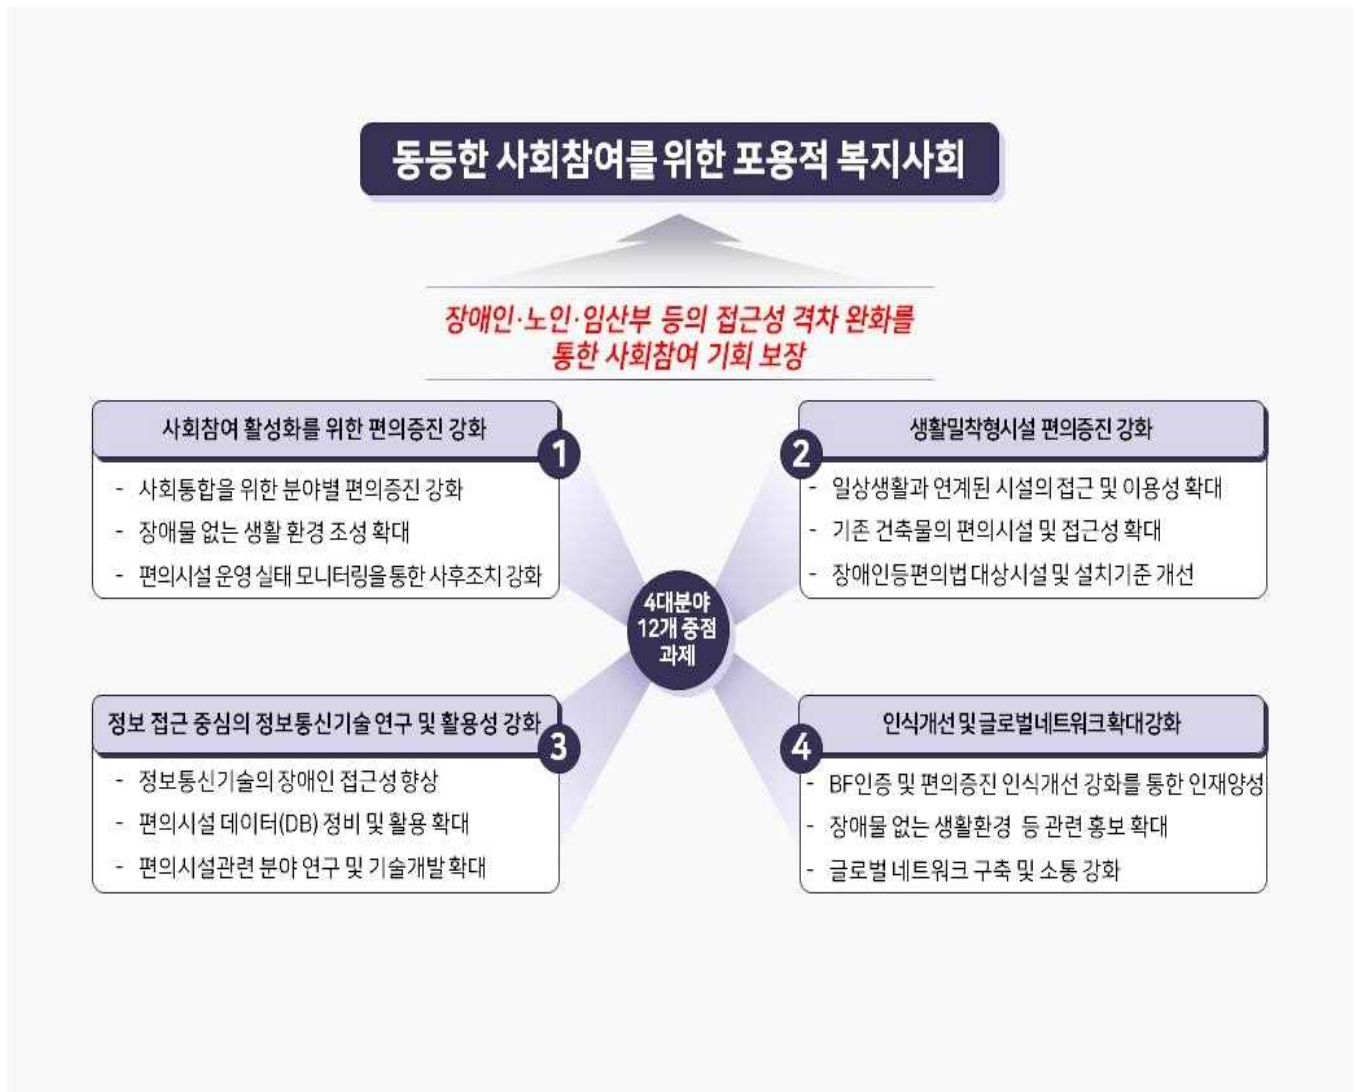 동등한 사회참여를 위한 포용적 복지사회
장애인·노인·임산부 등의 접근성 격차 완화를
통한 사회참여 기회 보장
사회참여 활성화를 위한 편의증진 강화
1
- 사회통합을 위한 분야별 편의증진 강화
- 장애물 없는 생활 환경 조성 확대
- 편의시설 운영 실태 모니터링을 통한 사후조치 강화
생활밀착형시설 편의증진 강화
2
- 일상생활과 연계된 시설의 접근 및 이용성 확대
- 기존 건축물의 편의시설 및 접근성 확대
- 장애인등편의법 대상시설 및 설치기준 개선
4대분야
12개 중점
과제
정보 접근 중심의 정보통신기술 연구 및 활용성 강화
3
- 정보통신기술의 장애인 접근성 향상
- 편의시설 데이터(DB) 정비 및 활용 확대
- 편의시설관련 분야 연구 및 기술개발 확대
인식개선 및 글로벌네트워크 확대강화
4
- BF인증 및 편의증진 인식개선 강화를 통한 인재양성
- 장애물 없는 생활환경 등 관련 홍보 확대
- 글로벌 네트워크 구축 및 소통 강화